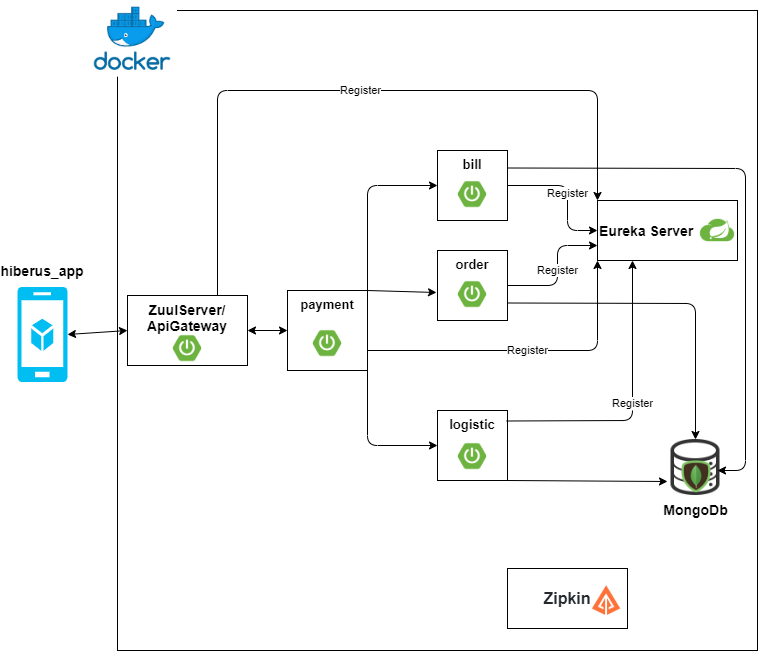 docker
Register
bill
Register
Eureka Server
hiberus_app
order
Register
ZuulServer/
ApiGateway
payment
Register
Register
logistic
MongoDb
Zipkin